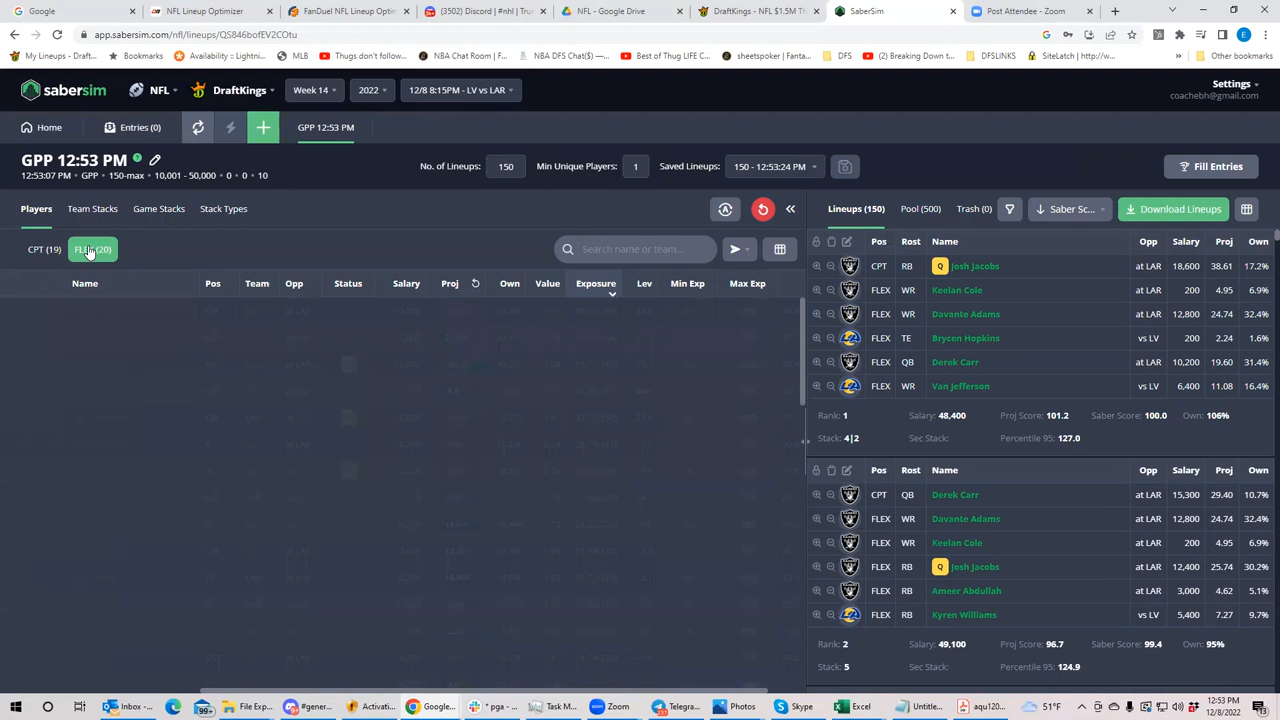 Google
NFL Lineup Optimizer
FanDuel NFL Lineup Opti
(3502) Discord | #nhl | Thu
NFL - Google Drive
DraftKings - NFL $1.5M Th
SaberSim
Post Attendee - Zoom
app.sabersim.com/nfl/lineups/QS846bofEV2COtu
My Lineups - Draft
Bookmarks
Availability = Lightni
MLB
Thugs don't follow...
NBA Chat Room !
NBA DFS Chat($) —...
Best of Thug LIFE C...
sheetspoker | Fanta...
DFS
(2) Breaking Down t...
DFSLINKS
SiteLatch | http://w...
Other bookmarks
sabersim
NFL
DraftKings
Week 14
2022
12/8 8:15PM - LV vs LAR
Settings
coachebh@gmail.com
Home
Entries (0)
GPP 12:53 PM
GPP 12:53 PM
12:53:07 PM • GPP • 150-max • 10,001 - 50,000 • 0 • 0 • 10
No. of Lineups: 150
Min Unique Players: 1
Saved Lineups: 150 - 12:53:24 PM
Fill Entries
Players
Team Stacks
Game Stacks
Stack Types
Lineups (150)
Pool (500)
Trash (0)
Saber Sc...
Download Lineups
CPT (19)
FLEX (20)
Search name or team...
Name Pos Team Opp Status Salary Proj Own Value Exposure Lev Min Exp Max Exp
Pos Rost Name Opp Salary Proj Own
CPT RB Q Josh Jacobs at LAR 18,600 38.61 17.2%
FLEX WR Keelan Cole at LAR 200 4.95 6.9%
FLEX WR Davante Adams at LAR 12,800 24.74 32.4%
FLEX TE Brycen Hopkins vs LV 200 2.24 1.6%
FLEX QB Derek Carr at LAR 10,200 19.60 31.4%
FLEX WR Van Jefferson vs LV 6,400 11.08 16.4%
Rank: 1 Salary: 48,400 Proj Score: 101.2 Saber Score: 100.0 Own: 106%
Stack: 4|2 Sec Stack: Percentile 95: 127.0
Pos Rost Name Opp Salary Proj Own
CPT QB Derek Carr at LAR 15,300 29.40 10.7%
FLEX WR Davante Adams at LAR 12,800 24.74 32.4%
FLEX WR Keelan Cole at LAR 200 4.95 6.9%
FLEX RB Q Josh Jacobs at LAR 12,400 25.74 30.2%
FLEX RB Ameer Abdullah at LAR 3,000 4.62 5.1%
FLEX RB Kyren Williams vs LV 5,400 7.27 9.7%
Rank: 2 Salary: 49,100 Proj Score: 96.7 Saber Score: 99.4 Own: 95%
Stack: 5 Sec Stack: Percentile 95: 124.9
Inbox -...
99+
File Exp...
#gener...
Activati...
Google...
* pga -...
Task M...
Zoom
Telegra...
Photos
Skype
Excel
Untitle...
aqu120...
51°F
12:53 PM
12/8/2022